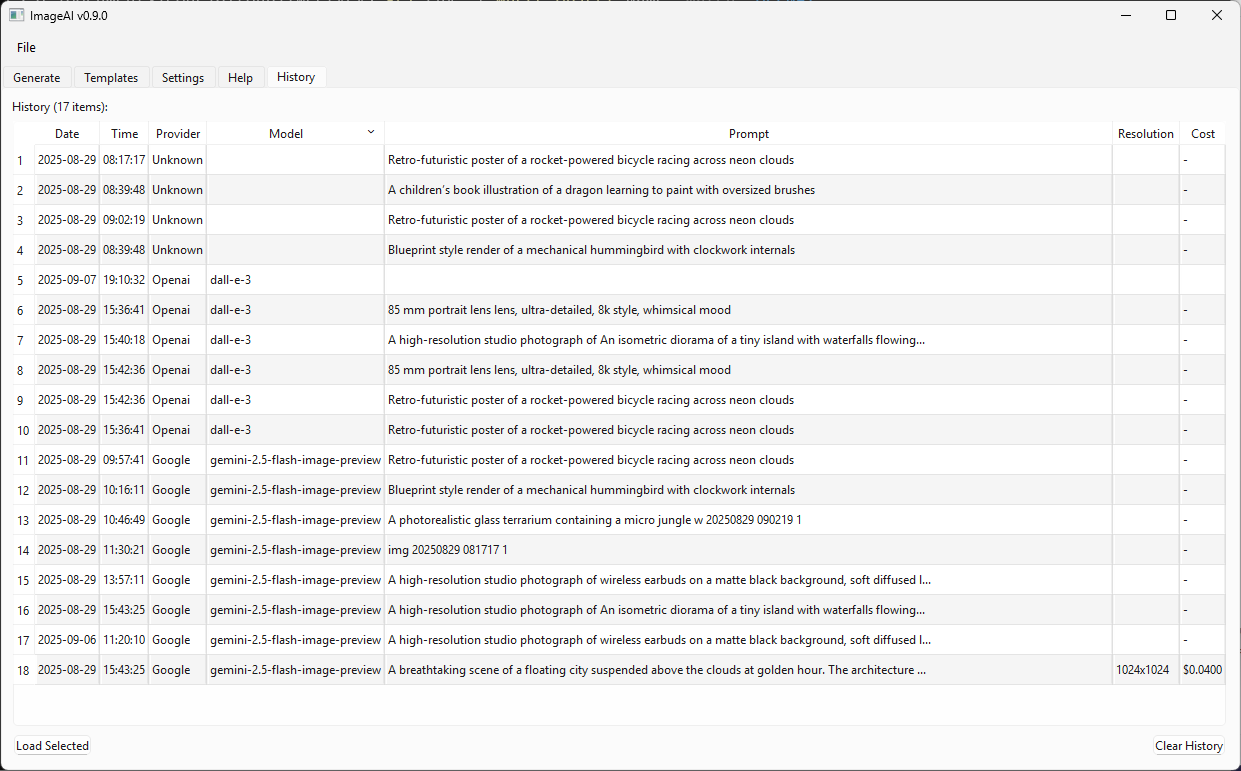 ImageAI v0.9.0
File
Generate Templates Settings Help History
History (17 items):
Date Time Provider Model Prompt Resolution Cost
1 2025-08-29 08:17:17 Unknown Retro-futuristic poster of a rocket-powered bicycle racing across neon clouds -
2 2025-08-29 08:39:48 Unknown A children's book illustration of a dragon learning to paint with oversized brushes -
3 2025-08-29 09:02:19 Unknown Retro-futuristic poster of a rocket-powered bicycle racing across neon clouds -
4 2025-08-29 08:39:48 Unknown Blueprint style render of a mechanical hummingbird with clockwork internals -
5 2025-09-07 19:10:32 Openai dall-e-3
6 2025-08-29 15:36:41 Openai dall-e-3 85 mm portrait lens lens, ultra-detailed, 8k style, whimsical mood -
7 2025-08-29 15:40:18 Openai dall-e-3 A high-resolution studio photograph of An isometric diorama of a tiny island with waterfalls flowing... -
8 2025-08-29 15:42:36 Openai dall-e-3 85 mm portrait lens lens, ultra-detailed, 8k style, whimsical mood -
9 2025-08-29 15:42:36 Openai dall-e-3 Retro-futuristic poster of a rocket-powered bicycle racing across neon clouds -
10 2025-08-29 15:36:41 Openai dall-e-3 Retro-futuristic poster of a rocket-powered bicycle racing across neon clouds -
11 2025-08-29 09:57:41 Google gemini-2.5-flash-image-preview Retro-futuristic poster of a rocket-powered bicycle racing across neon clouds -
12 2025-08-29 10:16:11 Google gemini-2.5-flash-image-preview Blueprint style render of a mechanical hummingbird with clockwork internals -
13 2025-08-29 10:46:49 Google gemini-2.5-flash-image-preview A photorealistic glass terrarium containing a micro jungle w 20250829 090219 1 -
14 2025-08-29 11:30:21 Google gemini-2.5-flash-image-preview img 20250829 081717 1 -
15 2025-08-29 13:57:11 Google gemini-2.5-flash-image-preview A high-resolution studio photograph of wireless earbuds on a matte black background, soft diffused l... -
16 2025-08-29 15:43:25 Google gemini-2.5-flash-image-preview A high-resolution studio photograph of An isometric diorama of a tiny island with waterfalls flowing... -
17 2025-09-06 11:20:10 Google gemini-2.5-flash-image-preview A high-resolution studio photograph of wireless earbuds on a matte black background, soft diffused l... -
18 2025-08-29 15:43:25 Google gemini-2.5-flash-image-preview A breathtaking scene of a floating city suspended above the clouds at golden hour. The architecture ... 1024x1024 $0.0400
Load Selected Clear History